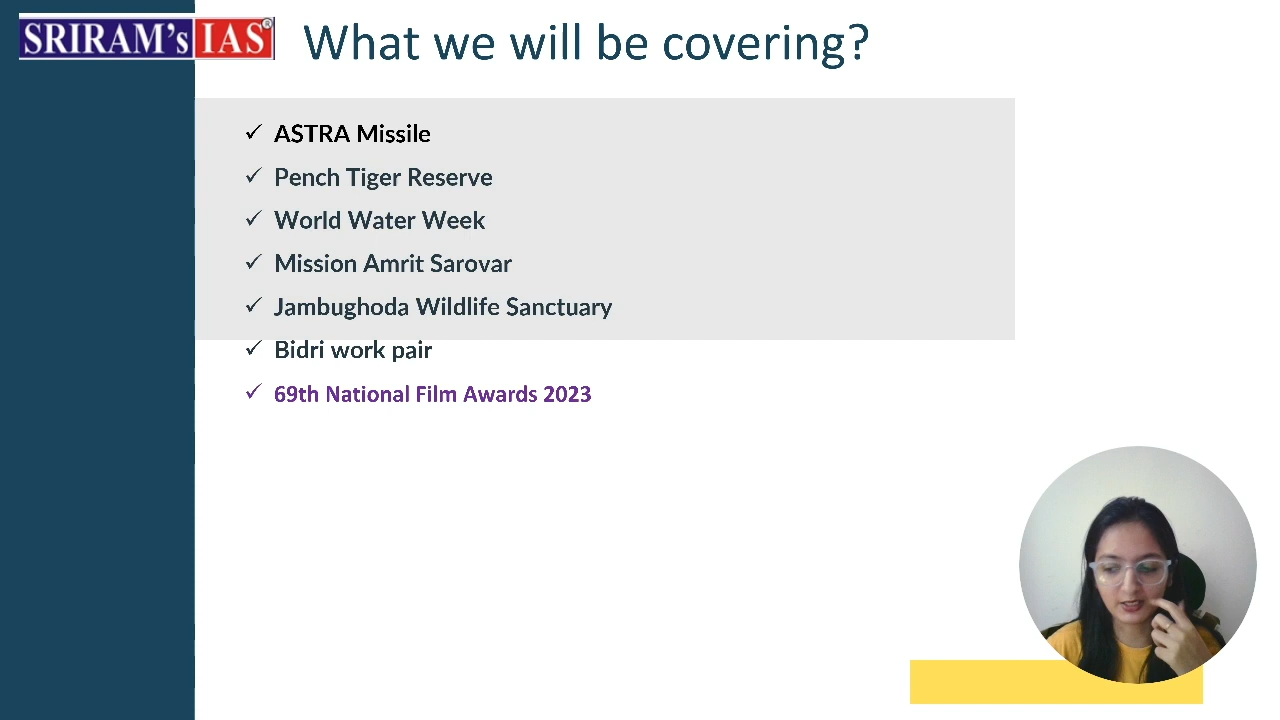 SRIRAM's IAS®
What we will be covering?
✓ ASTRA Missile
✓ Pench Tiger Reserve
✓ World Water Week
✓ Mission Amrit Sarovar
✓ Jambughoda Wildlife Sanctuary
✓ Bidri work pair
✓ 69th National Film Awards 2023